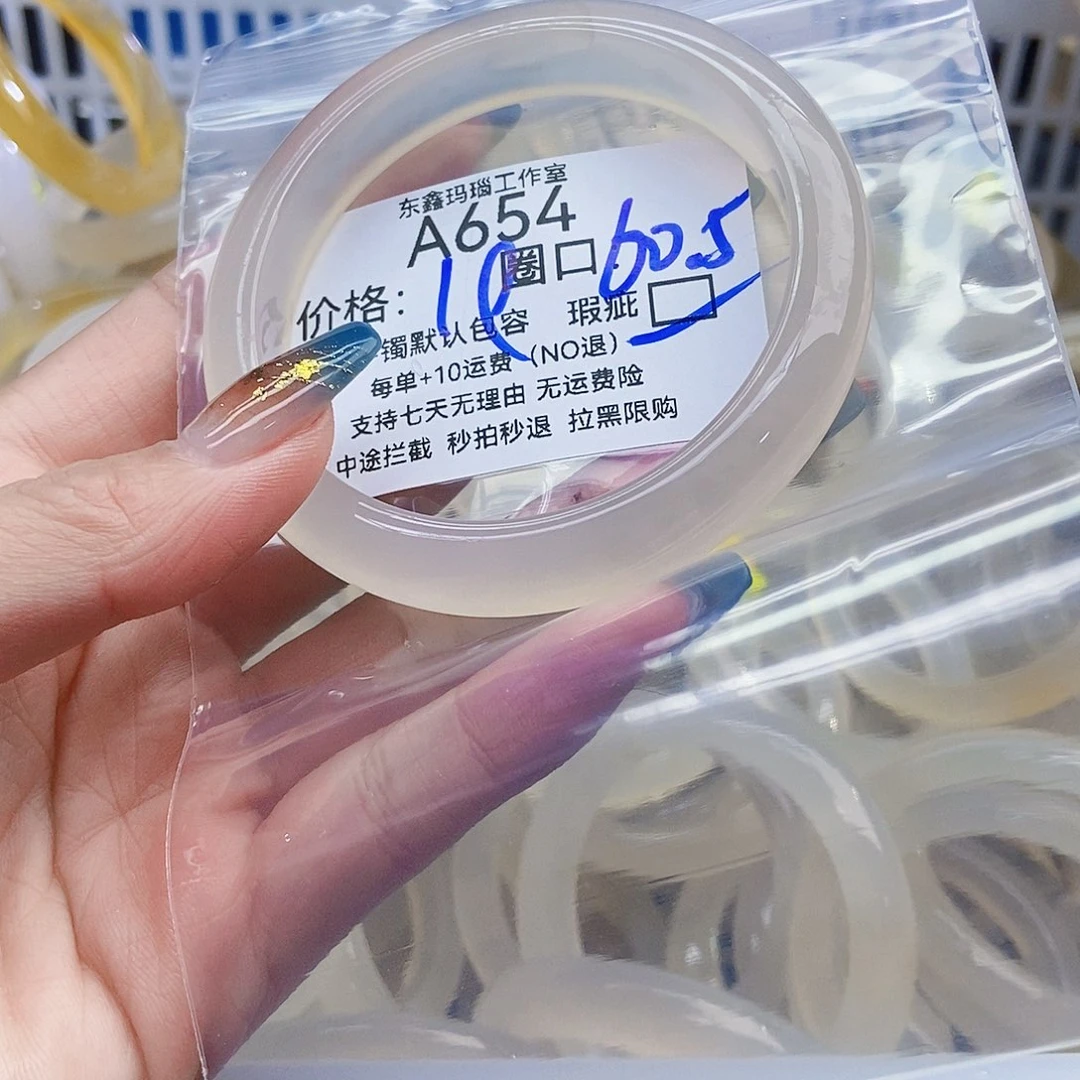 东鑫玛瑙工作室
A654
圈口 60.5
价格：
瑕疵
镯默认包容
每单+10运费（NO退）
支持七天无理由 无运费险
中途拦截 秒拍秒退 拉黑限购